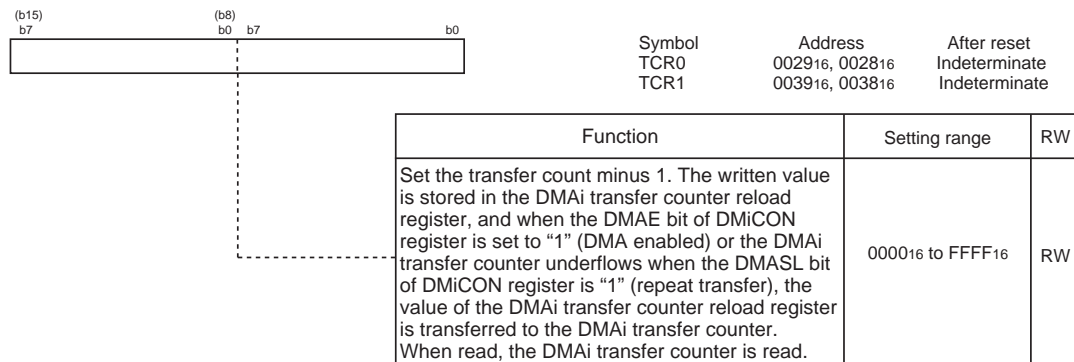 (b15) (b8)
b7 b0 b7 b0
Symbol Address After reset
TCR0 002916, 002816 Indeterminate
TCR1 003916, 003816 Indeterminate
Function Setting range RW
Set the transfer count minus 1. The written value
is stored in the DMAi transfer counter reload
register, and when the DMAE bit of DMiCON
register is set to “1” (DMA enabled) or the DMAi
transfer counter underflows when the DMASL bit
of DMiCON register is “1” (repeat transfer), the
value of the DMAi transfer counter reload register
is transferred to the DMAi transfer counter.
When read, the DMAi transfer counter is read.
000016 to FFFF16 RW